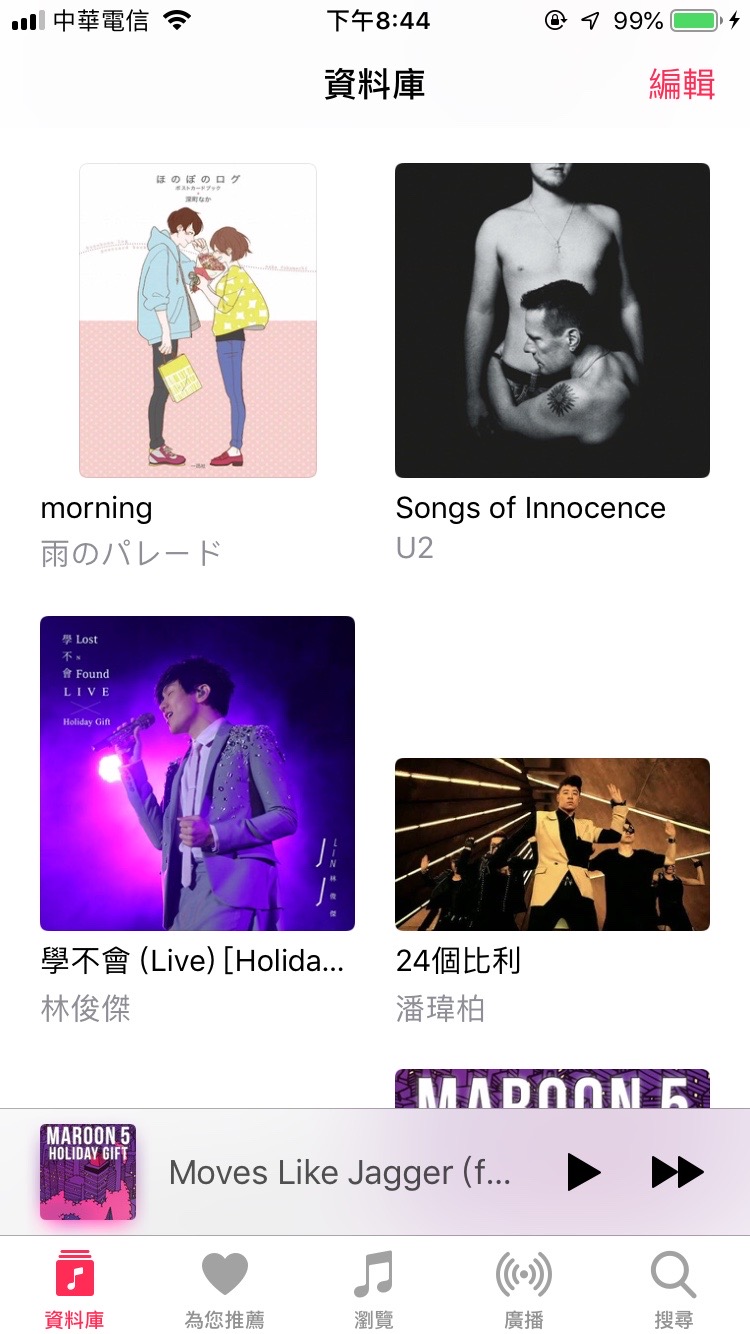 中華電信
下午8:44
99%
資料庫
編輯
ほのぼのログ
ポストカードブック
深町なか
morning
雨のパレード
Songs of Innocence
U2
學 Lost
不
會 Found
LIVE
Holiday Gift
JJ
LIN
林俊傑
學不會 (Live) [Holida...
林俊傑
24個比利
潘瑋柏
MAROON 5
MAROON 5
HOLIDAY GIFT
Moves Like Jagger (f...
資料庫
為您推薦
瀏覽
廣播
搜尋